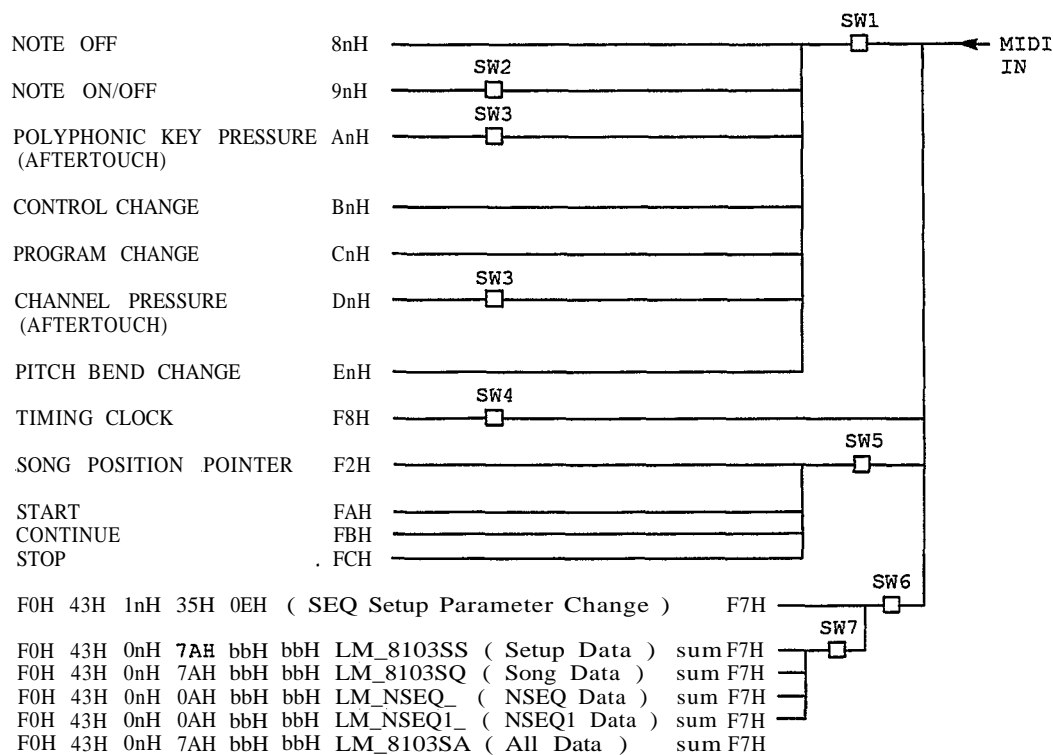 SW1
NOTE OFF 8nH MIDI
IN
SW2
NOTE ON/OFF 9nH
SW3
POLYPHONIC KEY PRESSURE AnH
(AFTERTOUCH)
CONTROL CHANGE BnH
PROGRAM CHANGE CnH
SW3
CHANNEL PRESSURE DnH
(AFTERTOUCH)
PITCH BEND CHANGE EnH
SW4
TIMING CLOCK F8H
SW5
SONG POSITION POINTER F2H
START FAH
CONTINUE FBH
STOP FCH
SW6
F0H 43H 1nH 35H 0EH ( SEQ Setup Parameter Change ) F7H
SW7
F0H 43H 0nH 7AH bbH bbH LM_8103SS ( Setup Data ) sum F7H
F0H 43H 0nH 7AH bbH bbH LM_8103SQ ( Song Data ) sum F7H
F0H 43H 0nH 0AH bbH bbH LM_NSEQ_ ( NSEQ Data ) sum F7H
F0H 43H 0nH 0AH bbH bbH LM_NSEQ1_ ( NSEQ1 Data ) sum F7H
F0H 43H 0nH 7AH bbH bbH LM_8103SA ( All Data ) sum F7H